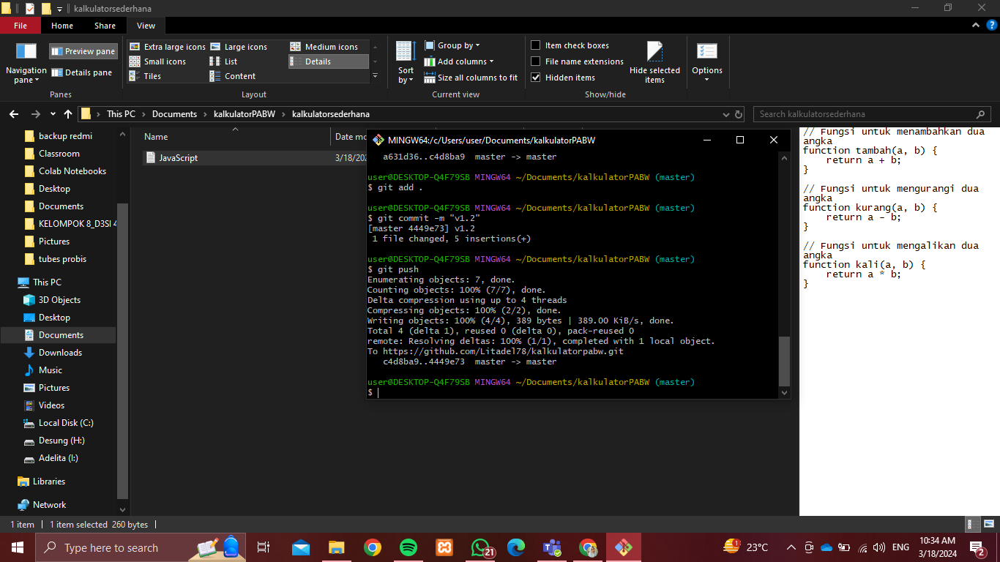 kalkulatorsederhana
File Home Share View
Navigation pane
Preview pane
Details pane
Panes
Extra large icons Large icons Medium icons
Small icons List Details
Tiles Content
Layout
Sort by
Group by
Add columns
Size all columns to fit
Current view
Item check boxes
File name extensions
Hidden items
Hide selected items
Show/hide
Options
This PC > Documents > kalkulatorPABW > kalkulatorsederhana
Search kalkulatorsederhana
backup redmi
Classroom
Colab Notebooks
Desktop
Documents
KELOMPOK 8_D3SI 4
Pictures
tubes probis
This PC
3D Objects
Desktop
Documents
Downloads
Music
Pictures
Videos
Local Disk (C:)
Desung (H:)
Adelita (I:)
Libraries
Network
Name Date mo
JavaScript 3/18/202
MINGW64:/c/Users/user/Documents/kalkulatorPABW
a631d36..c4d8ba9 master -> master
user@DESKTOP-Q4F79SB MINGW64 ~/Documents/kalkulatorPABW (master)
$ git add .
user@DESKTOP-Q4F79SB MINGW64 ~/Documents/kalkulatorPABW (master)
$ git commit -m "v1.2"
[master 4449e73] v1.2
1 file changed, 5 insertions(+)
user@DESKTOP-Q4F79SB MINGW64 ~/Documents/kalkulatorPABW (master)
$ git push
Enumerating objects: 7, done.
Counting objects: 100% (7/7), done.
Delta compression using up to 4 threads
Compressing objects: 100% (2/2), done.
Writing objects: 100% (4/4), 389 bytes | 389.00 KiB/s, done.
Total 4 (delta 1), reused 0 (delta 0), pack-reused 0
remote: Resolving deltas: 100% (1/1), completed with 1 local object.
To https://github.com/Litadel78/kalkulatorpabw.git
c4d8ba9..4449e73 master -> master
user@DESKTOP-Q4F79SB MINGW64 ~/Documents/kalkulatorPABW (master)
$
// Fungsi untuk menambahkan dua
angka
function tambah(a, b) {
return a + b;
}
// Fungsi untuk mengurangi dua
angka
function kurang(a, b) {
return a - b;
}
// Fungsi untuk mengalikan dua
angka
function kali(a, b) {
return a * b;
}
1 item 1 item selected 260 bytes
Type here to search
21
1
23°C
ENG
10:34 AM
3/18/2024
2